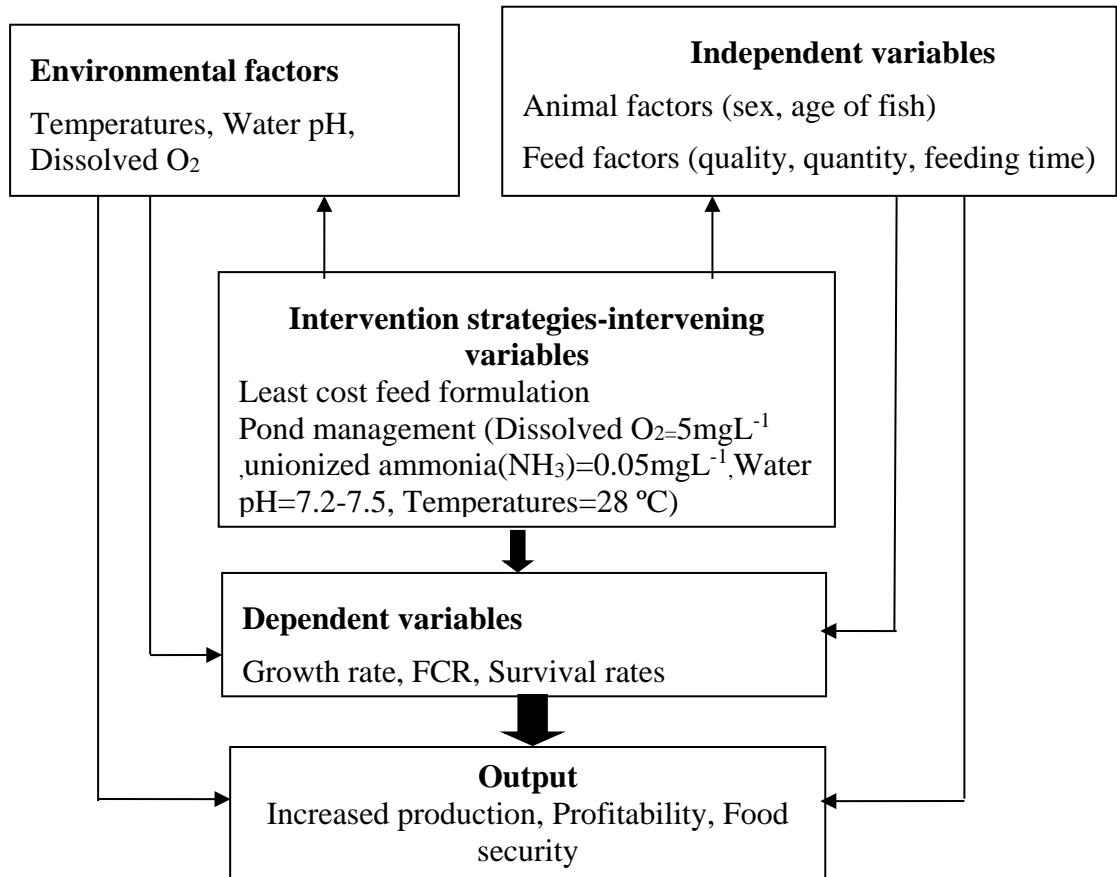 Environmental factors
Temperatures, Water pH,
Dissolved O2
Independent variables
Animal factors (sex, age of fish)
Feed factors (quality, quantity, feeding time)
Intervention strategies-intervening
variables
Least cost feed formulation
Pond management (Dissolved O2=5mgL-1
,unionized ammonia(NH3)=0.05mgL-1,Water
pH=7.2-7.5, Temperatures=28 ºC)
Dependent variables
Growth rate, FCR, Survival rates
Output
Increased production, Profitability, Food
security